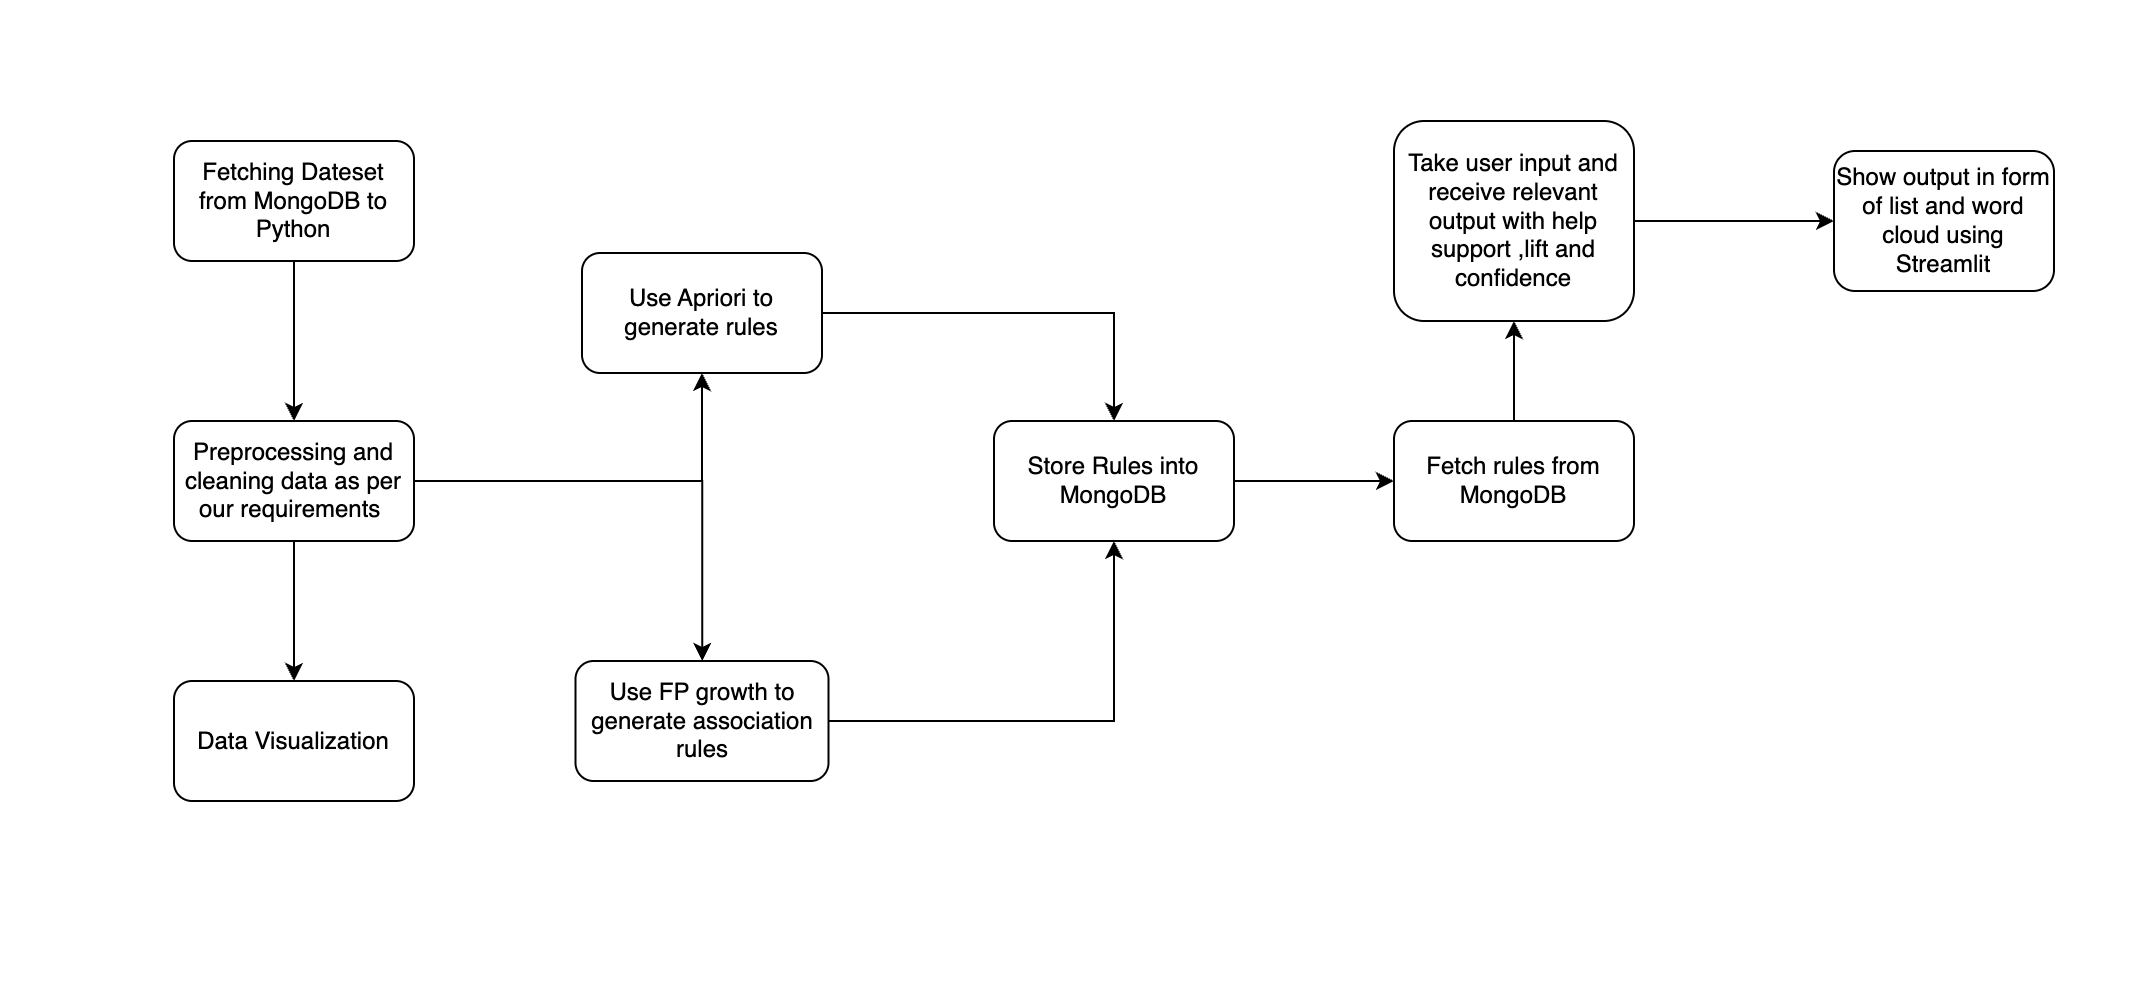 Fetching Dateset
from MongoDB to
Python
Preprocessing and
cleaning data as per
our requirements
Data Visualization
Use Apriori to
generate rules
Use FP growth to
generate association
rules
Store Rules into
MongoDB
Fetch rules from
MongoDB
Take user input and
receive relevant
output with help
support ,lift and
confidence
Show output in form
of list and word
cloud using
Streamlit